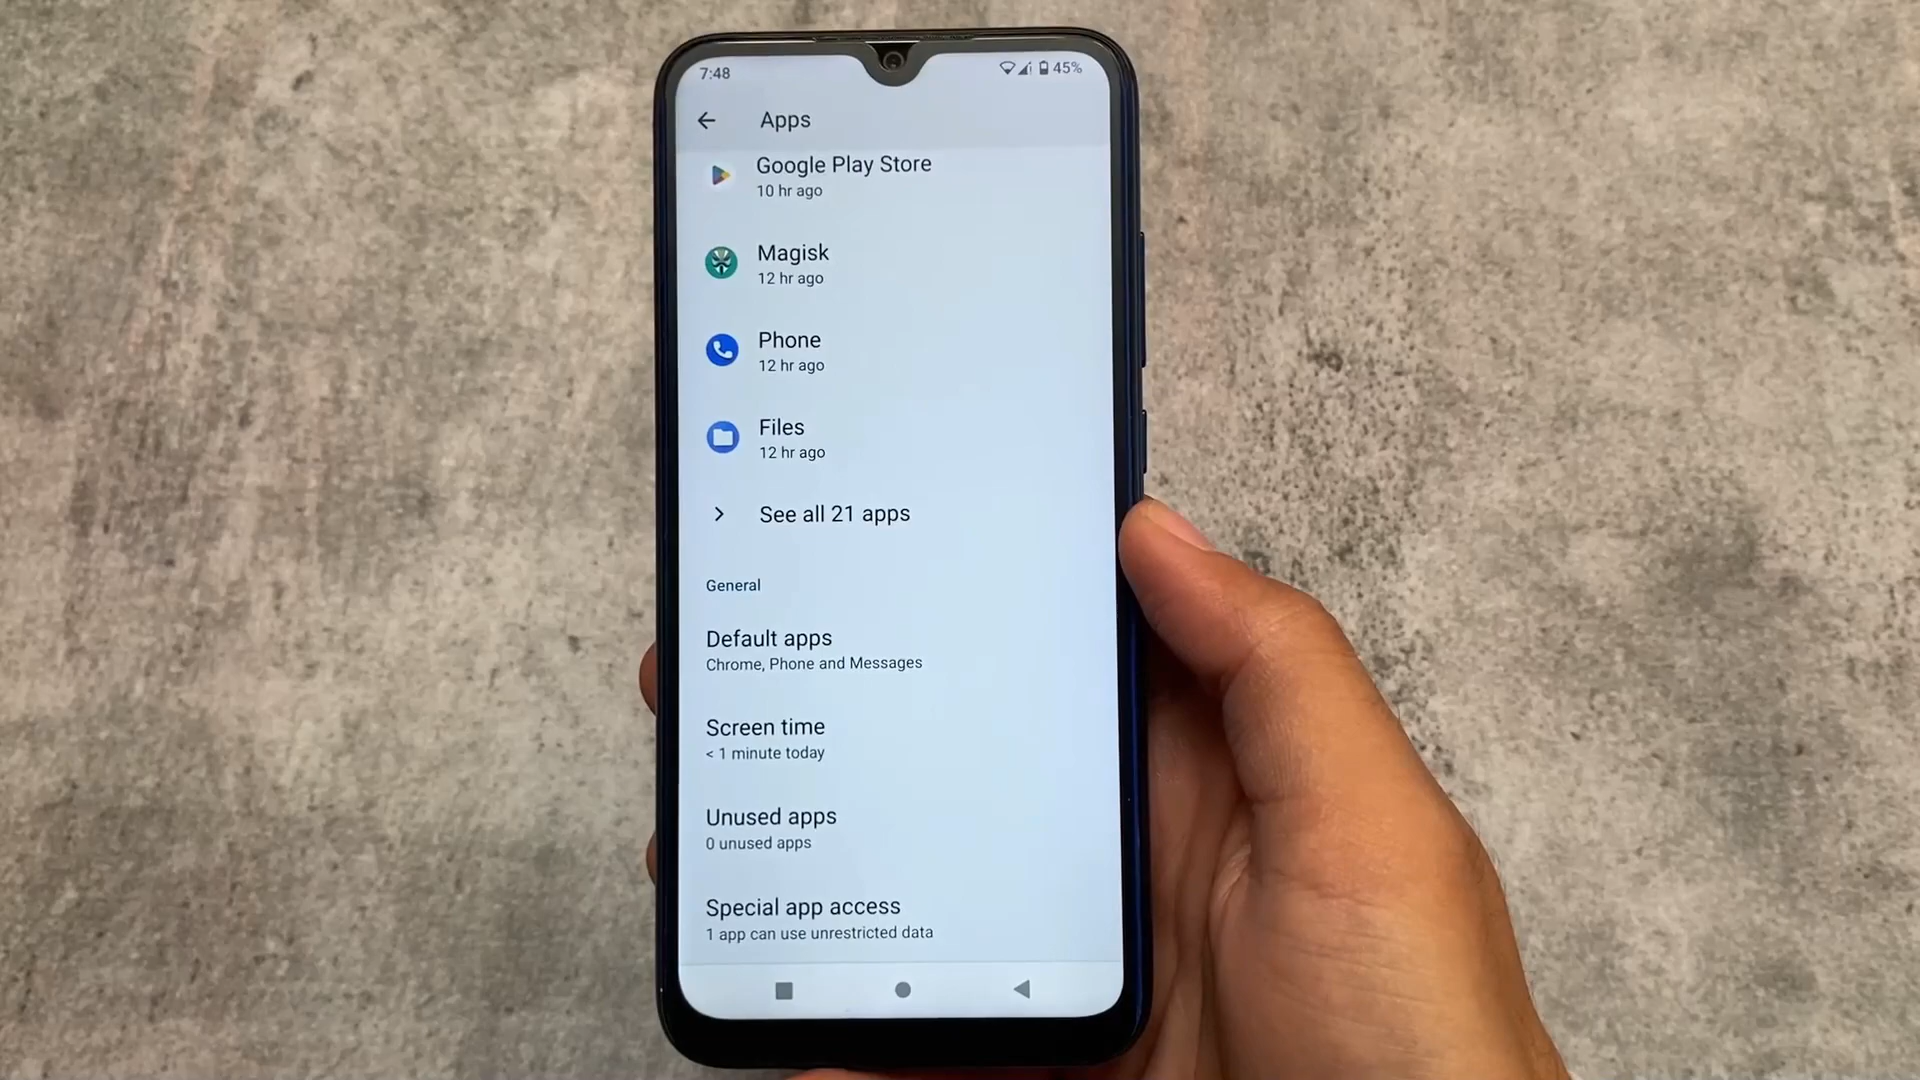 7:48
45%
Apps
Google Play Store
10 hr ago
Magisk
12 hr ago
Phone
12 hr ago
Files
12 hr ago
See all 21 apps
General
Default apps
Chrome, Phone and Messages
Screen time
< 1 minute today
Unused apps
0 unused apps
Special app access
1 app can use unrestricted data